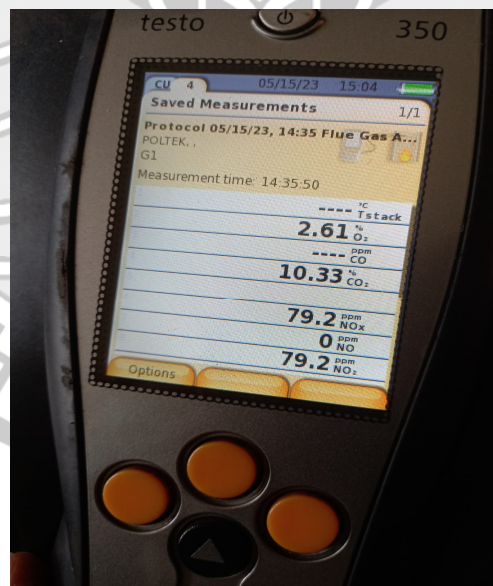 testo 350
CU 4 05/15/23 15:04
Saved Measurements 1/1
Protocol 05/15/23, 14:35 Flue Gas A...
POLTEK, ,
G1
Measurement time: 14:35:50
---- °C Tstack
2.61 % O₂
---- ppm CO
10.33 % CO₂
79.2 ppm NOx
0 ppm NO
79.2 ppm NO₂
Options